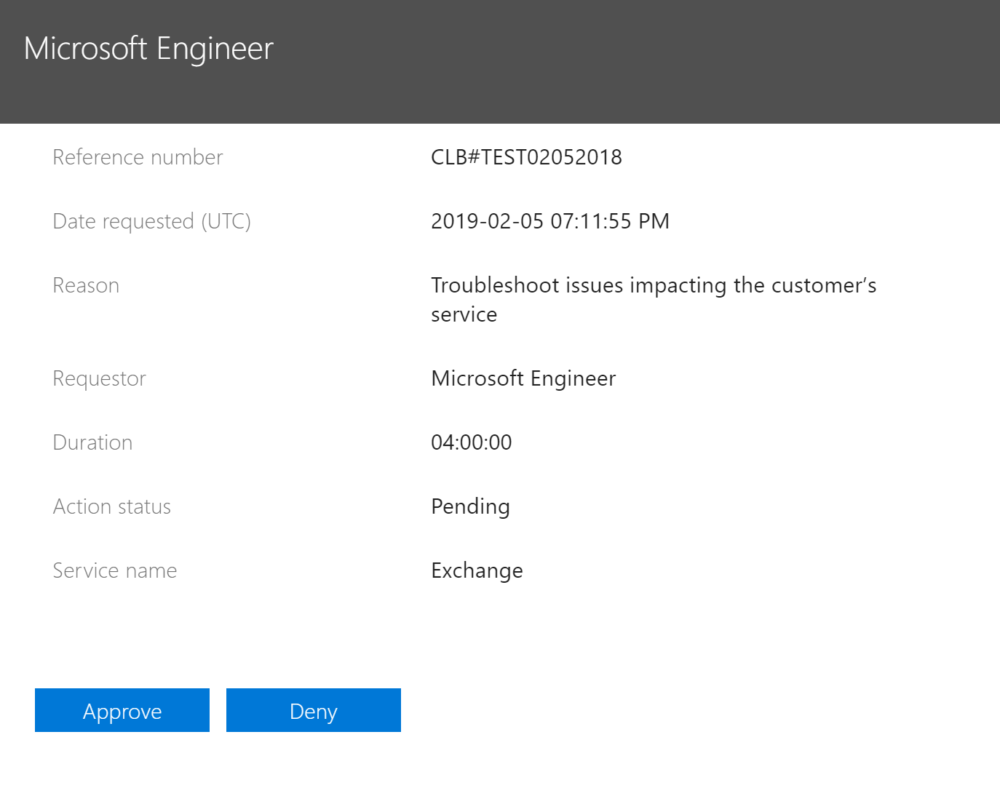 Microsoft Engineer
Reference number CLB#TEST02052018
Date requested (UTC) 2019-02-05 07:11:55 PM
Reason Troubleshoot issues impacting the customer’s
service
Requestor Microsoft Engineer
Duration 04:00:00
Action status Pending
Service name Exchange
Approve Deny